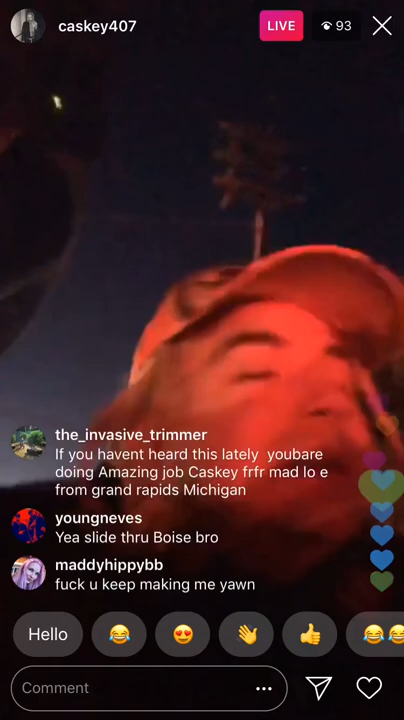 caskey407
LIVE
93
the_invasive_trimmer
If you havent heard this lately youbare
doing Amazing job Caskey frfr mad lo e
from grand rapids Michigan
youngneves
Yea slide thru Boise bro
maddyhippybb
fuck u keep making me yawn
Hello
Comment